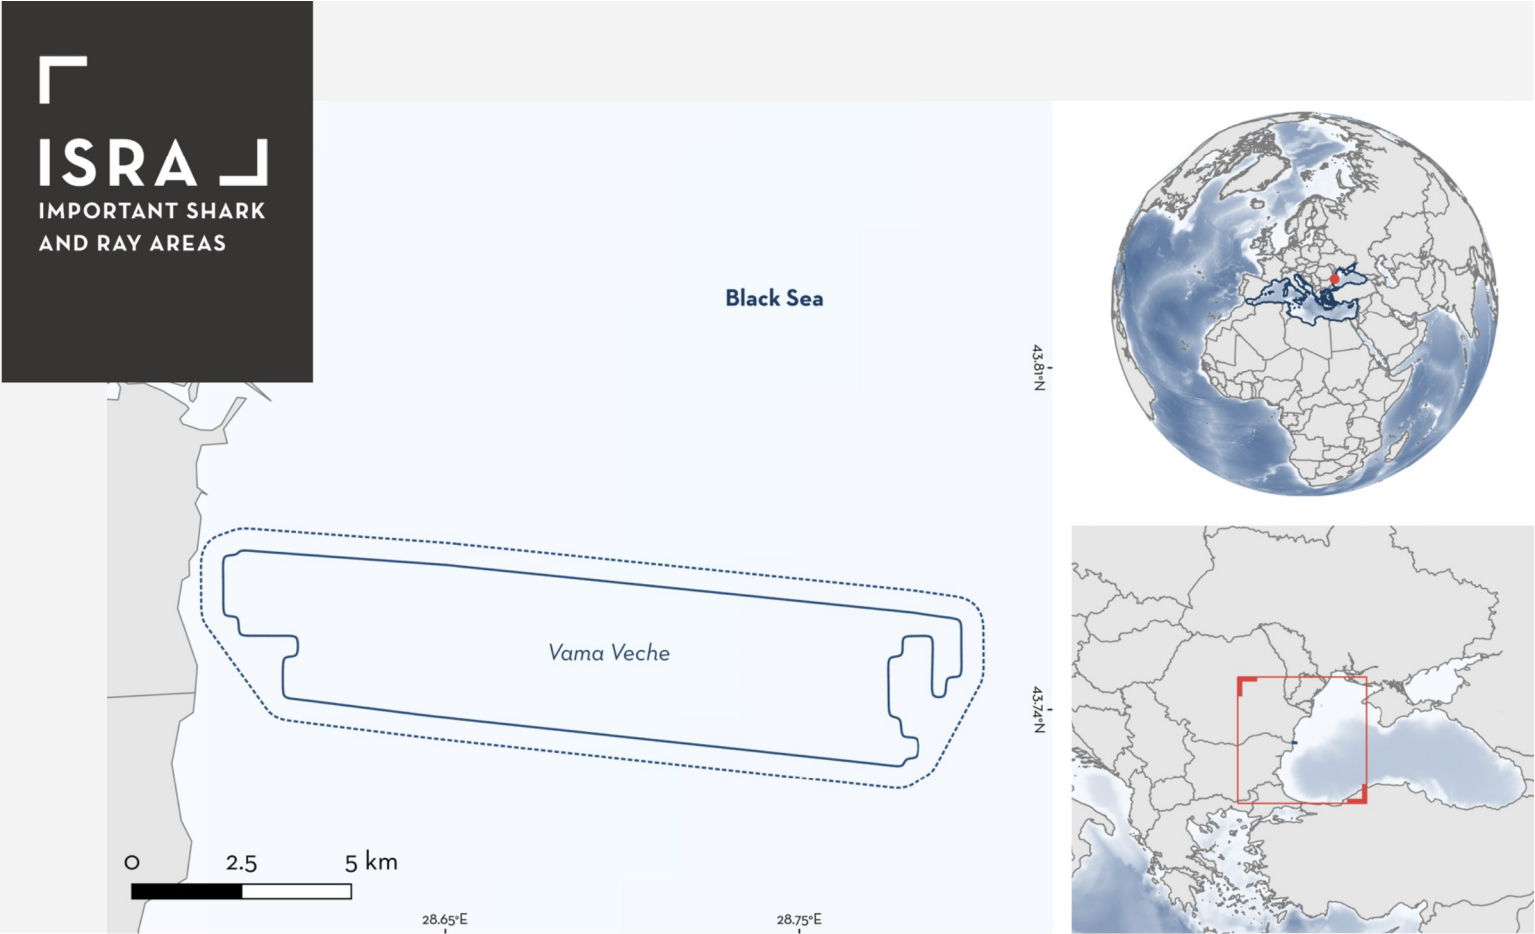 ISRA
IMPORTANT SHARK
AND RAY AREAS
Black Sea
43.81°N
Vama Veche
43.74°N
0 2.5 5 km
28.65°E 28.75°E